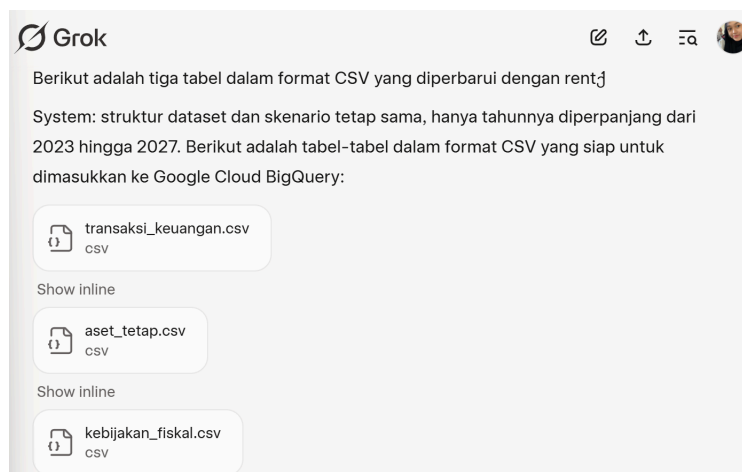 Grok
Berikut adalah tiga tabel dalam format CSV yang diperbarui dengan rentჭ
System: struktur dataset dan skenario tetap sama, hanya tahunnya diperpanjang dari
2023 hingga 2027. Berikut adalah tabel-tabel dalam format CSV yang siap untuk
dimasukkan ke Google Cloud BigQuery:
transaksi_keuangan.csv
csv
Show inline
aset_tetap.csv
csv
Show inline
kebijakan_fiskal.csv
csv